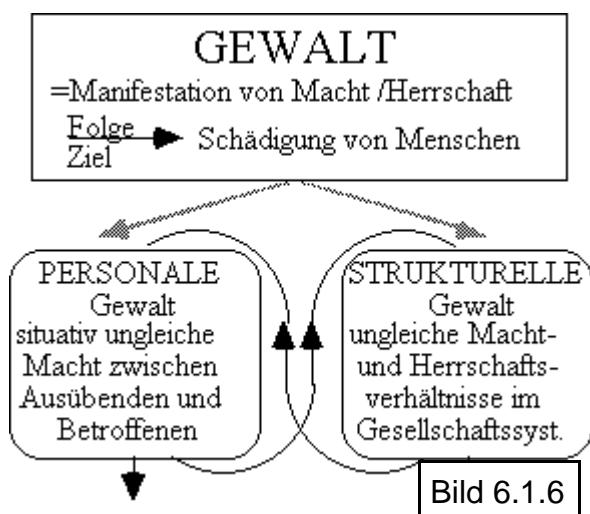 GEWALT
=Manifestation von Macht /Herrschaft
Folge
Ziel
Schädigung von Menschen
PERSONALE
Gewalt
situativ ungleiche
Macht zwischen
Ausübenden und
Betroffenen
STRUKTURELLE
Gewalt
ungleiche Macht-
und Herrschafts-
verhältnisse im
Gesellschaftssyst.
Bild 6.1.6